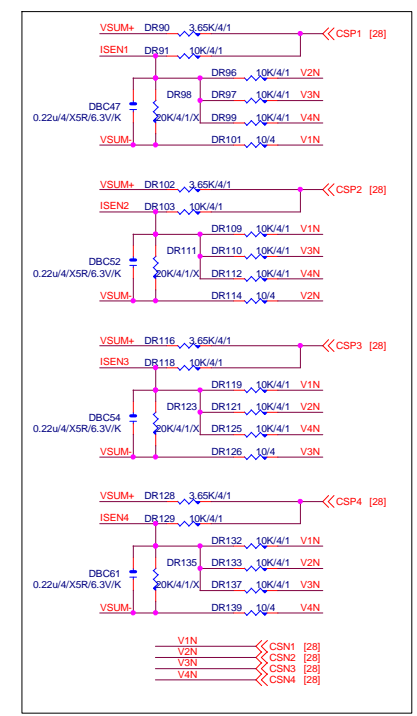 VSUM+ DR90 3.65K/4/1 CSP1 [28]
ISEN1 DR91 10K/4/1
DR96 10K/4/1 V2N
DBC47 DR98 DR97 10K/4/1 V3N
0.22u/4/X5R/6.3V/K 20K/4/1/X DR99 10K/4/1 V4N
VSUM- DR101 10/4 V1N
VSUM+ DR102 3.65K/4/1 CSP2 [28]
ISEN2 DR103 10K/4/1
DR109 10K/4/1 V1N
DBC52 DR111 DR110 10K/4/1 V3N
0.22u/4/X5R/6.3V/K 20K/4/1/X DR112 10K/4/1 V4N
VSUM- DR114 10/4 V2N
VSUM+ DR116 3.65K/4/1 CSP3 [28]
ISEN3 DR118 10K/4/1
DR119 10K/4/1 V1N
DBC54 DR123 DR121 10K/4/1 V2N
0.22u/4/X5R/6.3V/K 20K/4/1/X DR125 10K/4/1 V4N
VSUM- DR126 10/4 V3N
VSUM+ DR128 3.65K/4/1 CSP4 [28]
ISEN4 DR129 10K/4/1
DR132 10K/4/1 V1N
DBC61 DR135 DR133 10K/4/1 V2N
0.22u/4/X5R/6.3V/K 20K/4/1/X DR137 10K/4/1 V3N
VSUM- DR139 10/4 V4N
V1N CSN1 [28]
V2N CSN2 [28]
V3N CSN3 [28]
V4N CSN4 [28]